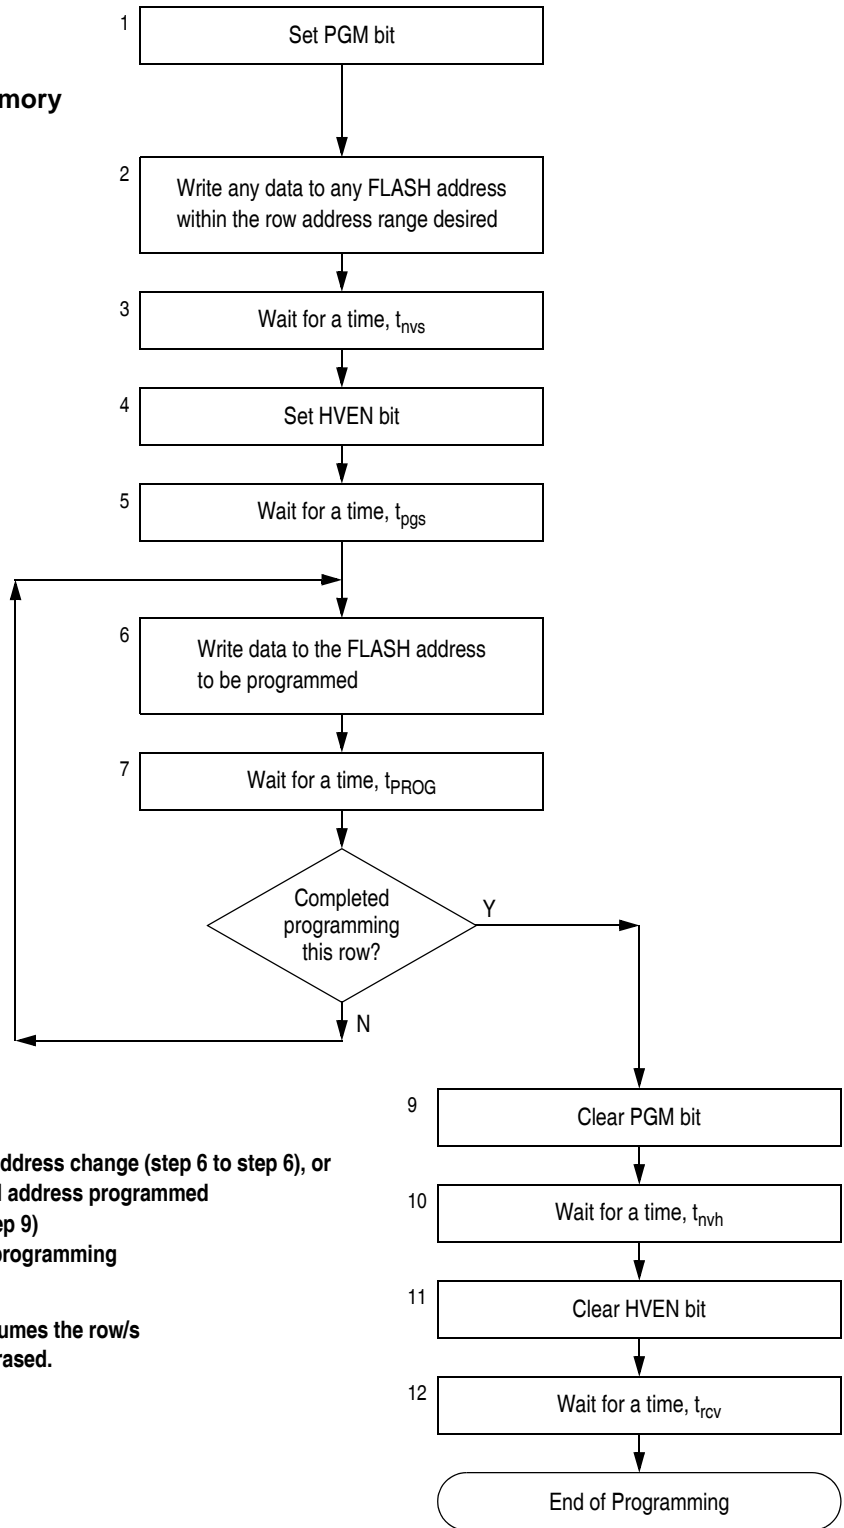 1
Set PGM bit
mory
2
Write any data to any FLASH address
within the row address range desired
3
Wait for a time, tnvs
4
Set HVEN bit
5
Wait for a time, tpgs
6
Write data to the FLASH address
to be programmed
7
Wait for a time, tPROG
Completed
programming
this row?
Y
N
9
Clear PGM bit
ddress change (step 6 to step 6), or
address programmed
ep 9)
programming
10
Wait for a time, tnvh
11
Clear HVEN bit
umes the row/s
rased.
12
Wait for a time, trcv
End of Programming